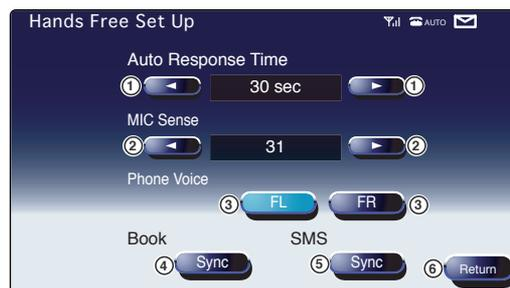 Hands Free Set Up AUTO
Auto Response Time
1 30 sec 1
MIC Sense
2 31 2
Phone Voice
3 FL FR 3
Book SMS
4 Sync 5 Sync 6 Return